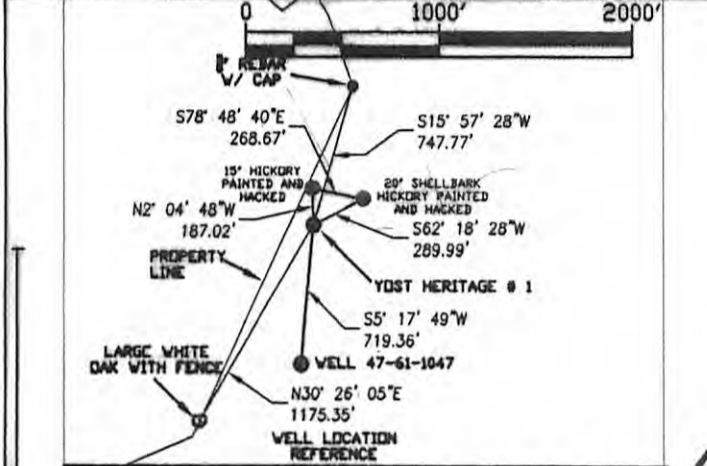 0 1000' 2000'
REBAR
W/ CAP
S78° 48' 40"E
268.67'
S15° 57' 28"W
747.77'
15" HICKORY
PAINTED AND
HACKED
20" SHELLBARK
HICKORY PAINTED
AND HACKED
N2° 04' 48"W
187.02'
S62° 18' 28"W
289.99'
PROPERTY
LINE
YOST HERITAGE # 1
S5° 17' 49"W
719.36'
LARGE WHITE
OAK WITH FENCE
WELL 47-61-1047
N30° 26' 05"E
1175.35'
WELL LOCATION
REFERENCE